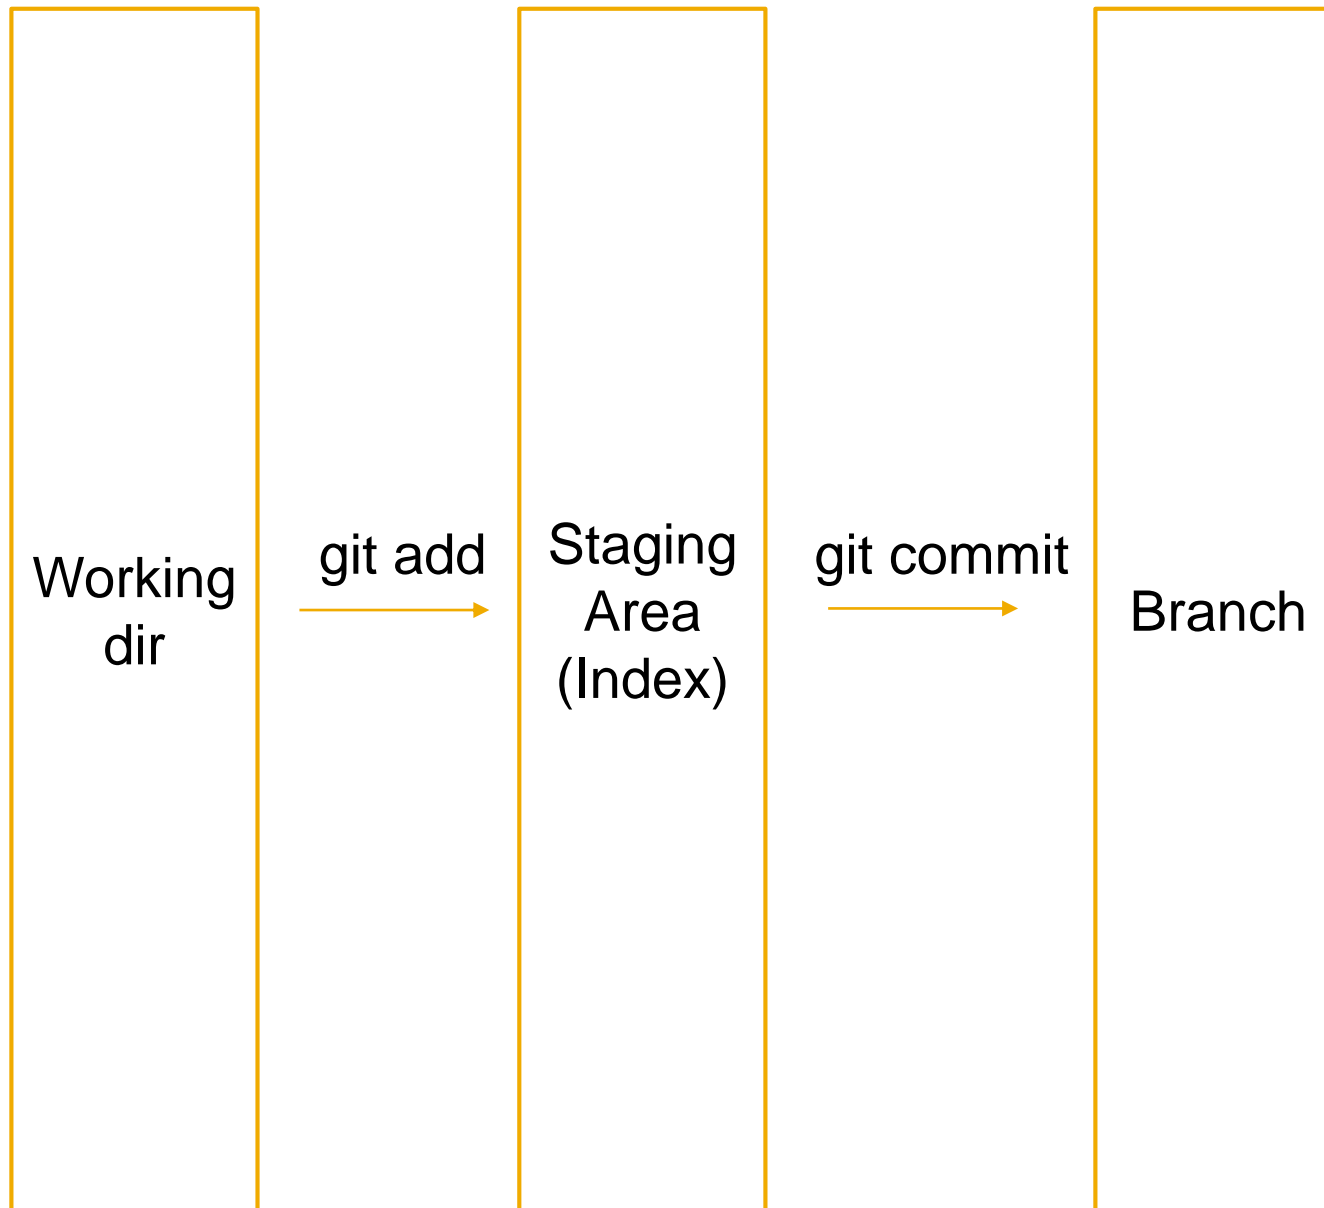 Working
dir
git add
Staging
Area
(Index)
git commit
Branch